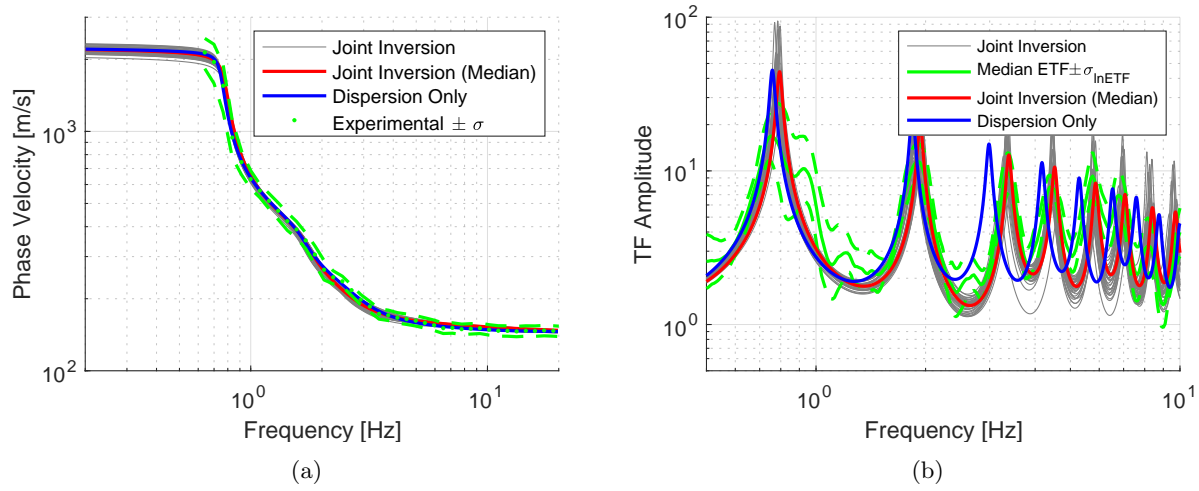 Joint Inversion
Joint Inversion (Median)
Dispersion Only
Experimental ± σ
10^3
10^2
10^0
10^1
Phase Velocity [m/s]
Frequency [Hz]
(a)
Joint Inversion
Median ETF±σ_lnETF
Joint Inversion (Median)
Dispersion Only
10^2
10^1
10^0
10^0
10^1
TF Amplitude
Frequency [Hz]
(b)